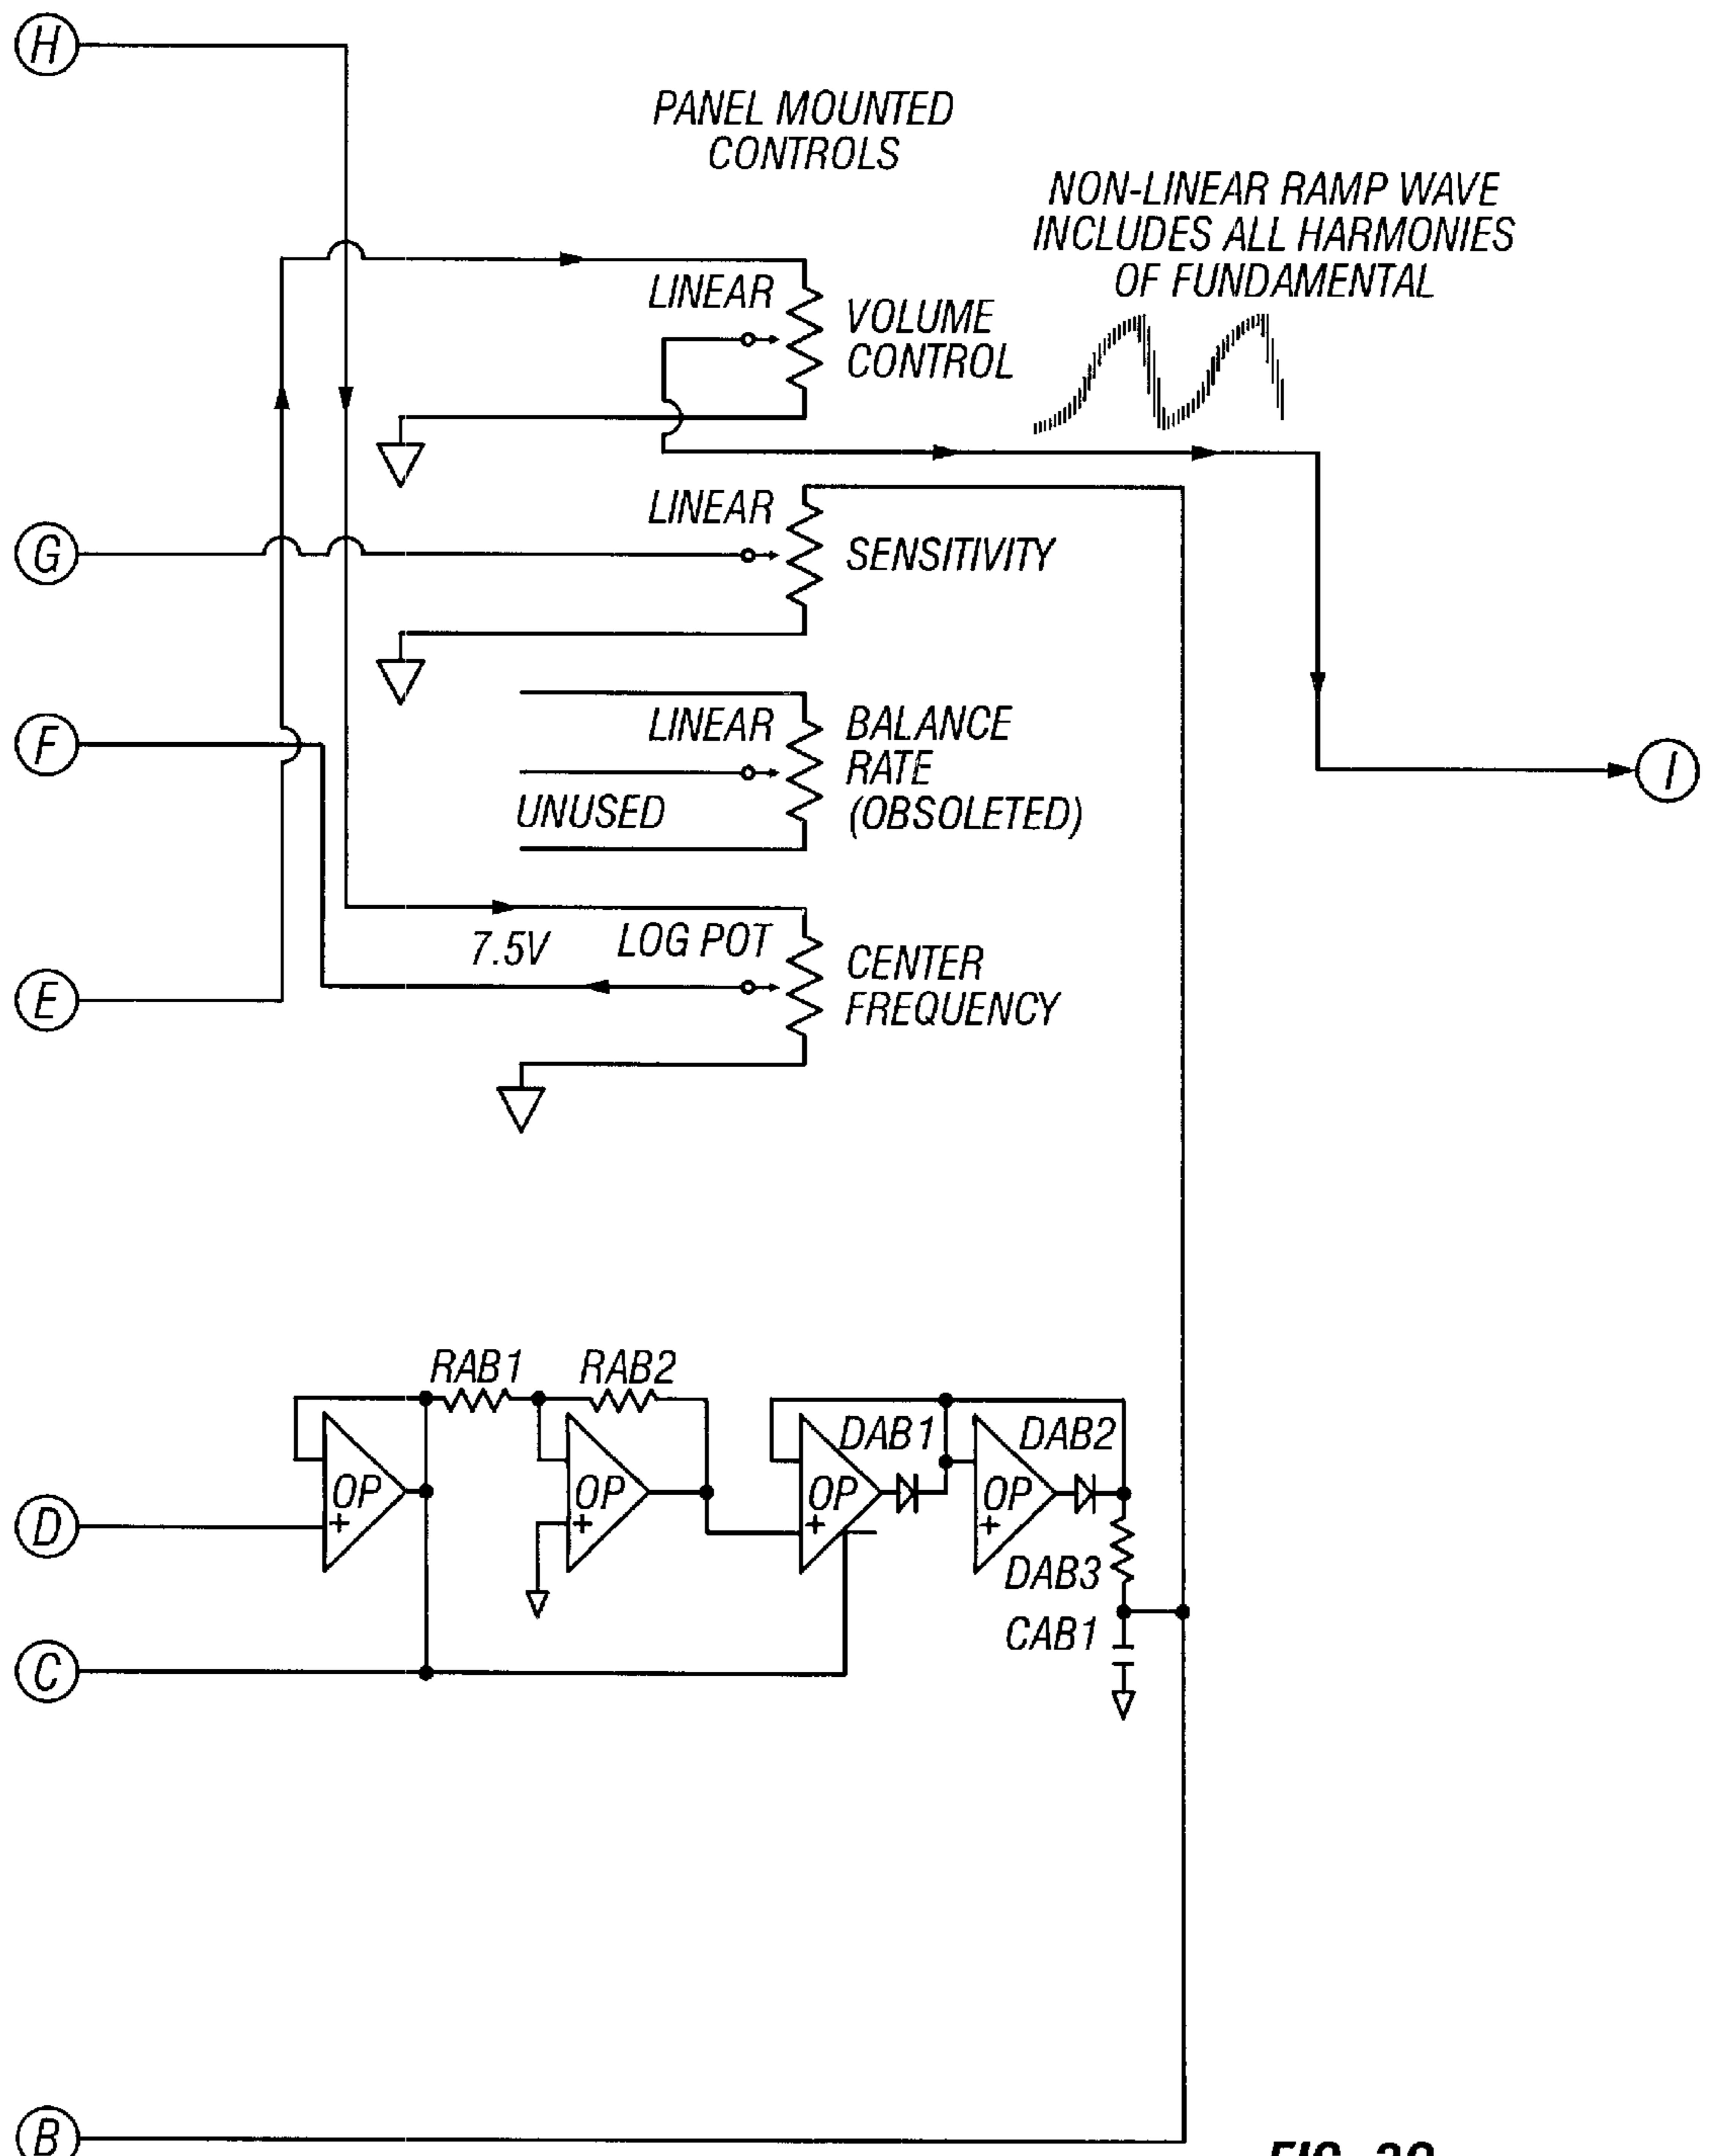 H
PANEL MOUNTED
CONTROLS
NON-LINEAR RAMP WAVE
INCLUDES ALL HARMONIES
OF FUNDAMENTAL
LINEAR
VOLUME
CONTROL
LINEAR
G
SENSITIVITY
F
LINEAR
BALANCE
RATE
(OBSOLETED)
UNUSED
I
7.5V
LOG POT
CENTER
FREQUENCY
E
RAB1
RAB2
DAB1
DAB2
OP
+
OP
+
OP
+
OP
+
D
DAB3
CAB1
C
B